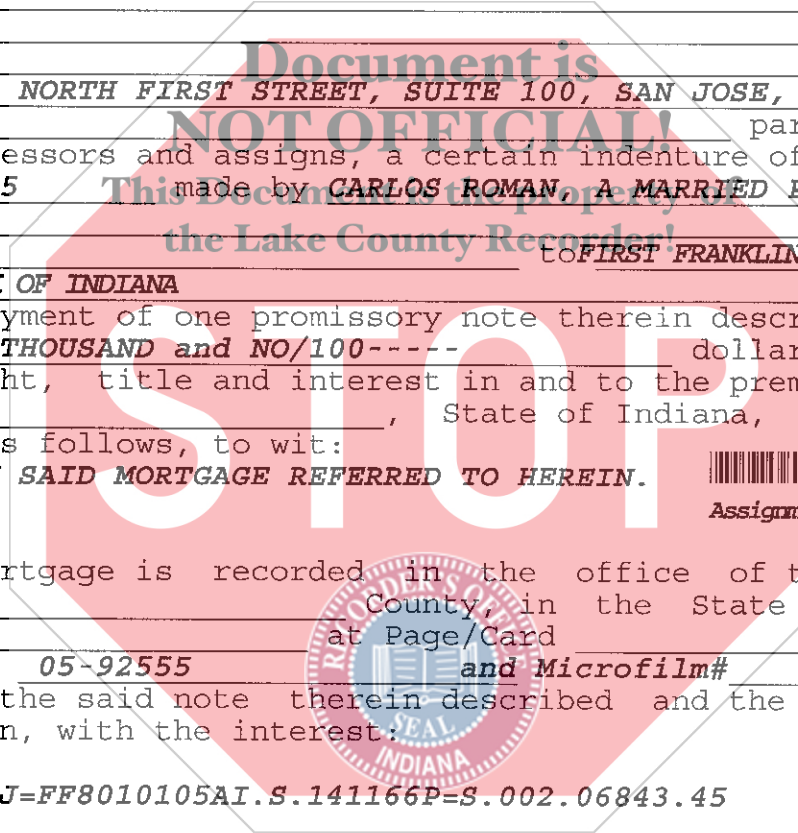 Document is
NORTH FIRST STREET, SUITE 100, SAN JOSE,
NOT OFFICIAL!
par
essors and assigns, a certain indenture of
5 made by CARLOS ROMAN, A MARRIED P
This Document is the property of
the Lake County Recorder!
to FIRST FRANKLIN
OF INDIANA
yment of one promissory note therein descr
THOUSAND and NO/100----- dollar
ht, title and interest in and to the prem
, State of Indiana,
s follows, to wit:
SAID MORTGAGE REFERRED TO HEREIN.
Assignm
STOP
rtgage is recorded in the office of t
County, in the State
at Page/Card
05-92555 and Microfilm#
the said note therein described and the
n, with the interest:
RECORDER'S OFFICE
SEAL
INDIANA
J=FF8010105AI.S.141166P=S.002.06843.45